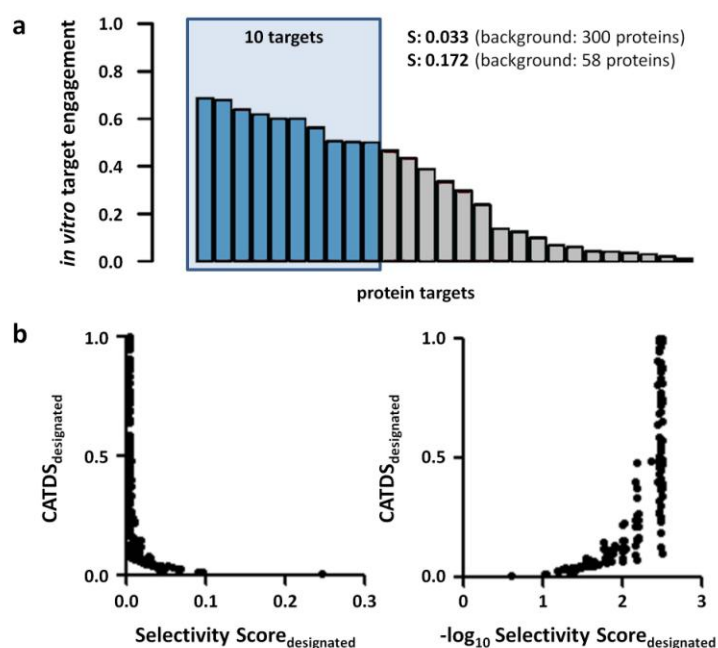 a
10 targets
S: 0.033 (background: 300 proteins)
S: 0.172 (background: 58 proteins)
in vitro target engagement
1.0
0.8
0.6
0.4
0.2
0.0
protein targets
b
CATDSdesignated
1.0
0.5
0.0
0.0 0.1 0.2 0.3
Selectivity Scoredesignated
CATDSdesignated
1.0
0.5
0.0
0 1 2 3
-log10 Selectivity Scoredesignated